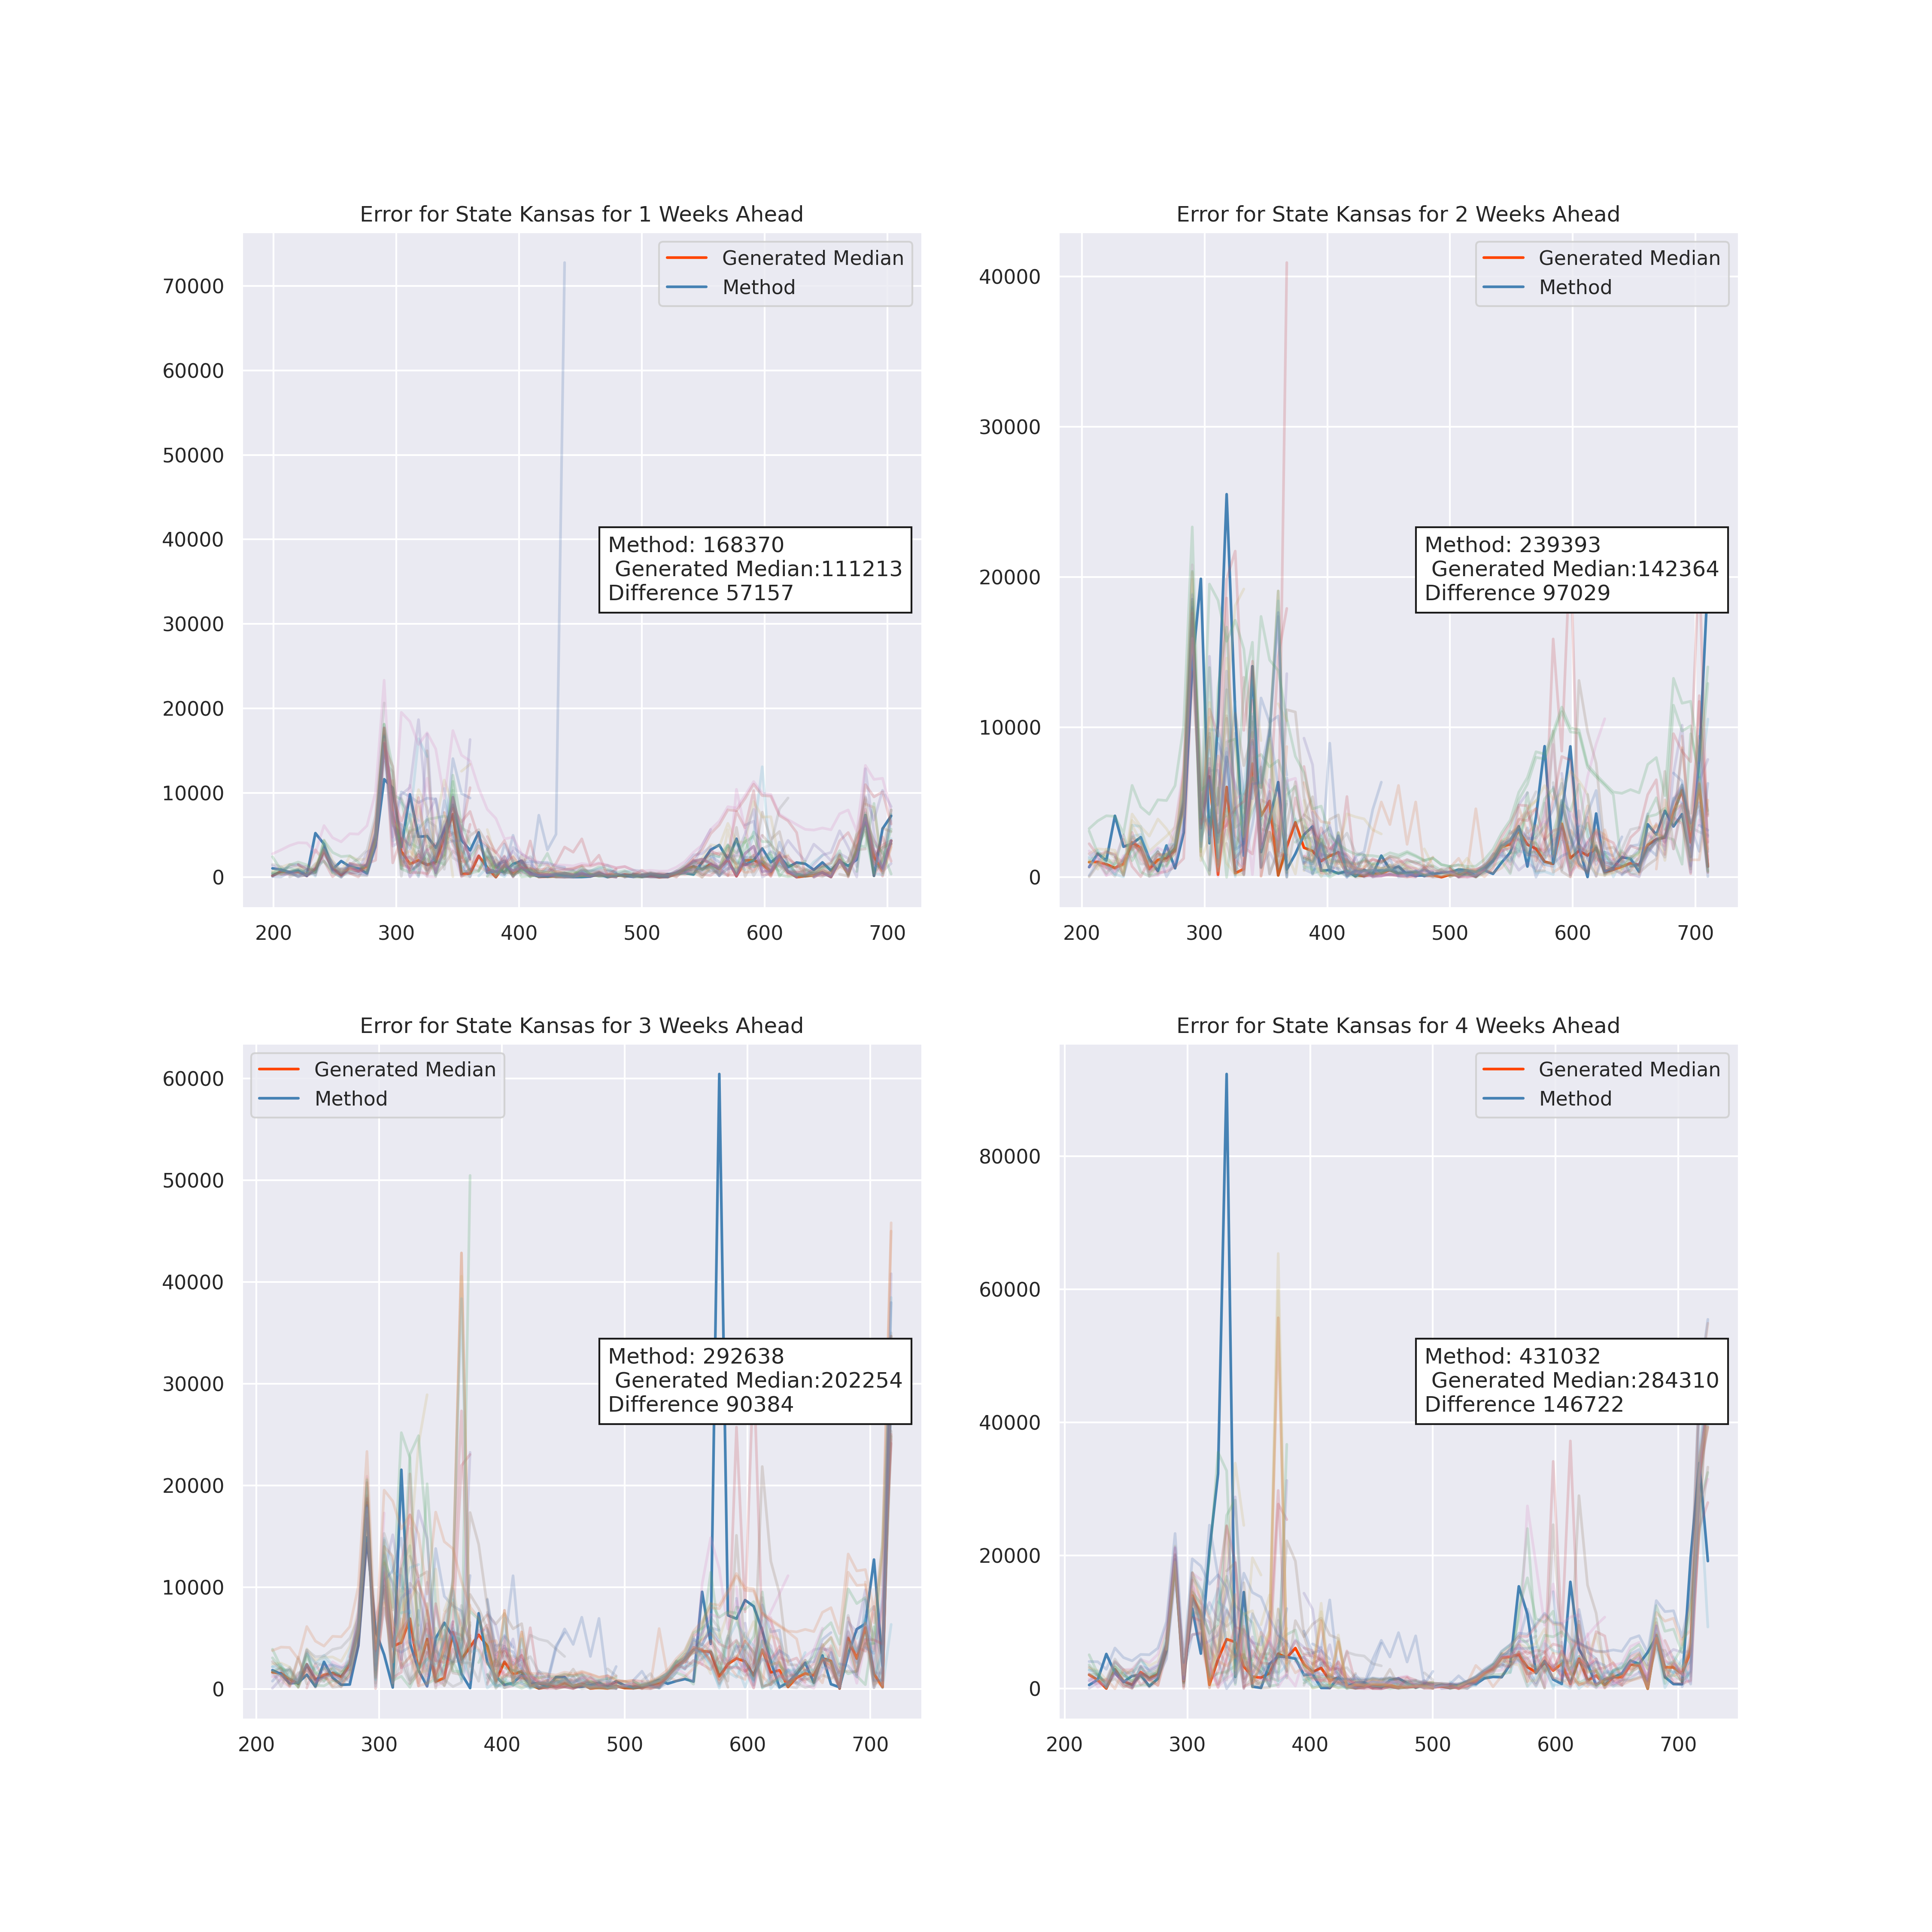 Error for State Kansas for 1 Weeks Ahead
Generated Median
Method
70000
60000
50000
40000
30000
20000
10000
0
Method: 168370
Generated Median:111213
Difference 57157
200 300 400 500 600 700
Error for State Kansas for 2 Weeks Ahead
Generated Median
Method
40000
30000
20000
10000
0
Method: 239393
Generated Median:142364
Difference 97029
200 300 400 500 600 700
Error for State Kansas for 3 Weeks Ahead
Generated Median
Method
60000
50000
40000
30000
20000
10000
0
Method: 292638
Generated Median:202254
Difference 90384
200 300 400 500 600 700
Error for State Kansas for 4 Weeks Ahead
Generated Median
Method
80000
60000
40000
20000
0
Method: 431032
Generated Median:284310
Difference 146722
200 300 400 500 600 700